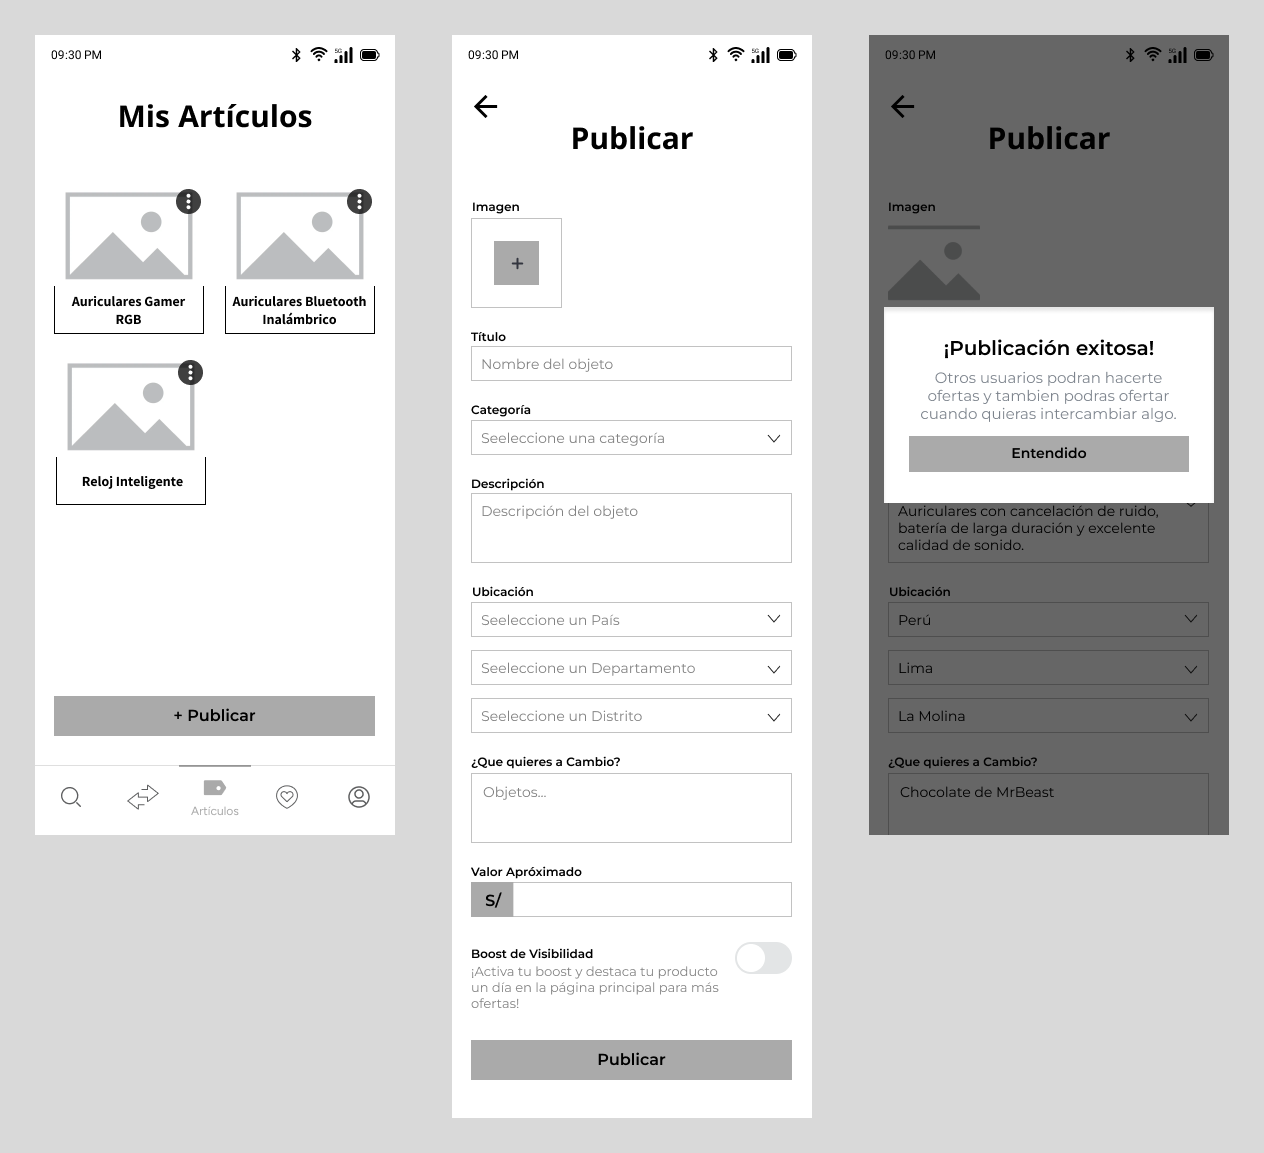 09:30 PM
5G
Mis Artículos
Auriculares Gamer
RGB
Auriculares Bluetooth
Inalámbrico
Reloj Inteligente
+ Publicar
Artículos
09:30 PM
5G
Publicar
Imagen
+
Título
Nombre del objeto
Categoría
Seeleccione una categoría
Descripción
Descripción del objeto
Ubicación
Seeleccione un País
Seeleccione un Departamento
Seeleccione un Distrito
¿Que quieres a Cambio?
Objetos...
Valor Apróximado
S/
Boost de Visibilidad
¡Activa tu boost y destaca tu producto
un día en la página principal para más
ofertas!
Publicar
09:30 PM
5G
Publicar
Imagen
¡Publicación exitosa!
Otros usuarios podran hacerte
ofertas y tambien podras ofertar
cuando quieras intercambiar algo.
Entendido
Auriculares con cancelación de ruido,
batería de larga duración y excelente
calidad de sonido.
Ubicación
Perú
Lima
La Molina
¿Que quieres a Cambio?
Chocolate de MrBeast